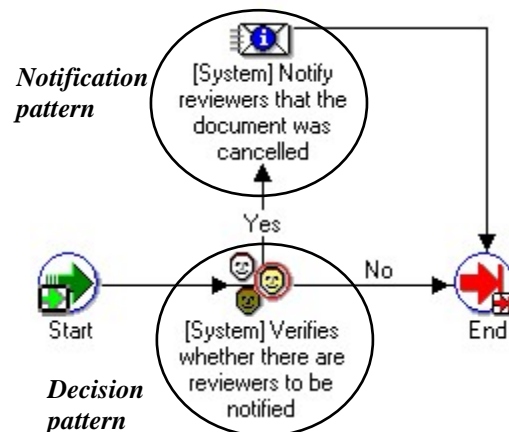 Notification
pattern
[System] Notify
reviewers that the
document was
cancelled
Yes
No
Start
End
[System] Verifies
whether there are
reviewers to be
notified
Decision
pattern